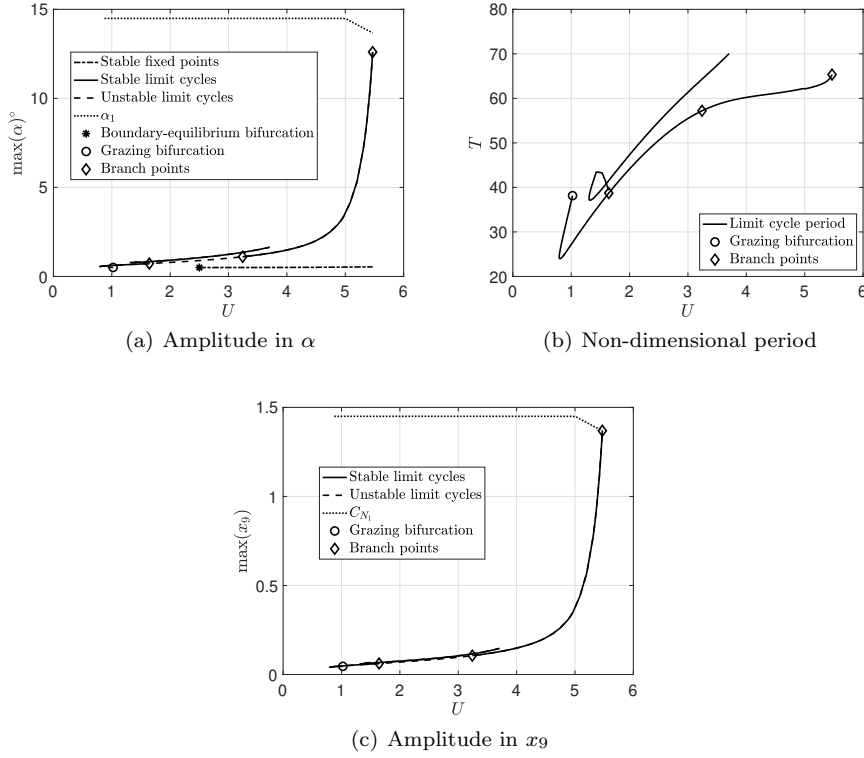 15
10
5
0
0 1 2 3 4 5 6
max(α)°
U
Stable fixed points
Stable limit cycles
Unstable limit cycles
α₁
Boundary-equilibrium bifurcation
Grazing bifurcation
Branch points
(a) Amplitude in α
80
70
60
50
40
30
20
0 1 2 3 4 5 6
T
U
Limit cycle period
Grazing bifurcation
Branch points
(b) Non-dimensional period
1.5
1
0.5
0
0 1 2 3 4 5 6
max(x₉)
U
Stable limit cycles
Unstable limit cycles
C_{N₁}
Grazing bifurcation
Branch points
(c) Amplitude in x₉